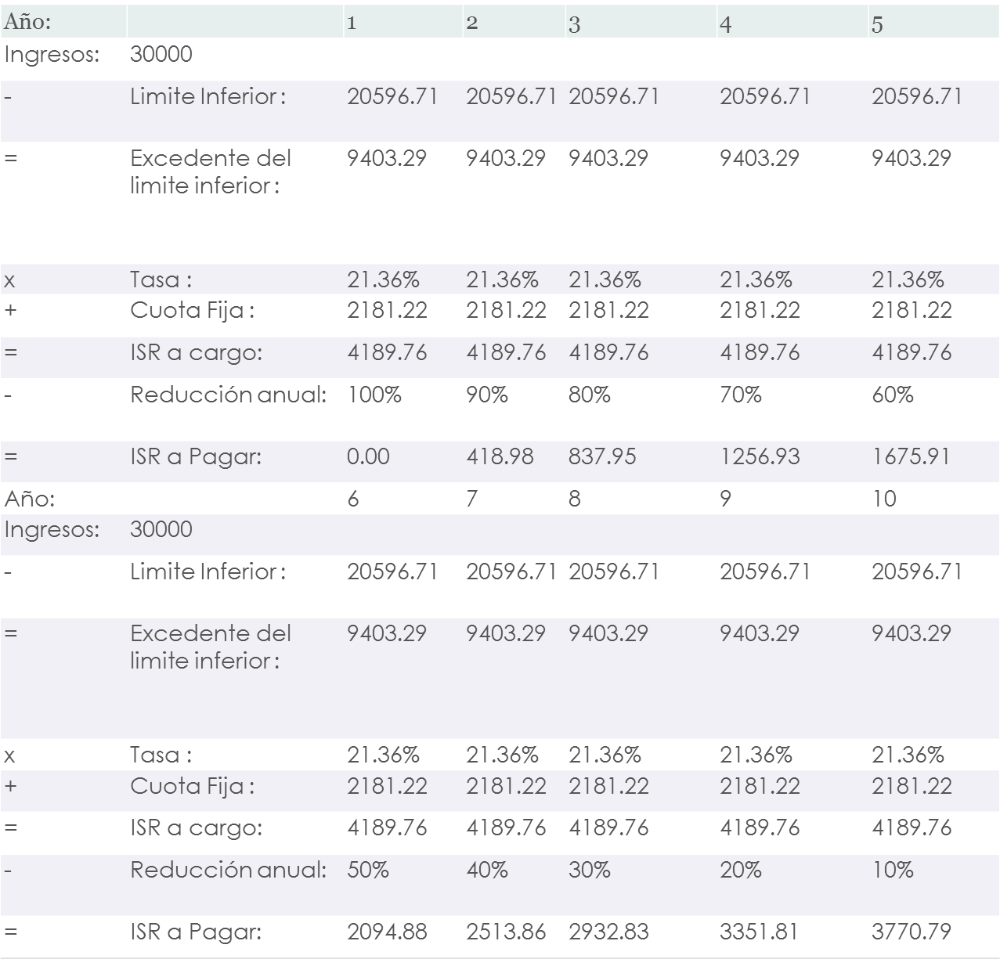 Año: 1 2 3 4 5
Ingresos: 30000
- Limite Inferior : 20596.71 20596.71 20596.71 20596.71 20596.71
= Excedente del 9403.29 9403.29 9403.29 9403.29 9403.29
limite inferior :
x Tasa : 21.36% 21.36% 21.36% 21.36% 21.36%
+ Cuota Fija : 2181.22 2181.22 2181.22 2181.22 2181.22
= ISR a cargo: 4189.76 4189.76 4189.76 4189.76 4189.76
- Reducción anual: 100% 90% 80% 70% 60%
= ISR a Pagar: 0.00 418.98 837.95 1256.93 1675.91
Año: 6 7 8 9 10
Ingresos: 30000
- Limite Inferior : 20596.71 20596.71 20596.71 20596.71 20596.71
= Excedente del 9403.29 9403.29 9403.29 9403.29 9403.29
limite inferior :
x Tasa : 21.36% 21.36% 21.36% 21.36% 21.36%
+ Cuota Fija : 2181.22 2181.22 2181.22 2181.22 2181.22
= ISR a cargo: 4189.76 4189.76 4189.76 4189.76 4189.76
- Reducción anual: 50% 40% 30% 20% 10%
= ISR a Pagar: 2094.88 2513.86 2932.83 3351.81 3770.79